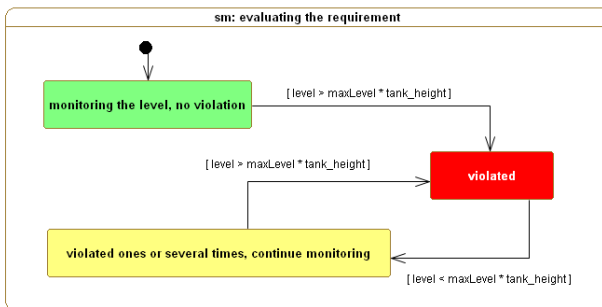 sm: evaluating the requirement
monitoring the level, no violation
[ level > maxLevel * tank_height]
[ level > maxLevel * tank_height]
violated
violated ones or several times, continue monitoring
[ level < maxLevel * tank_height]